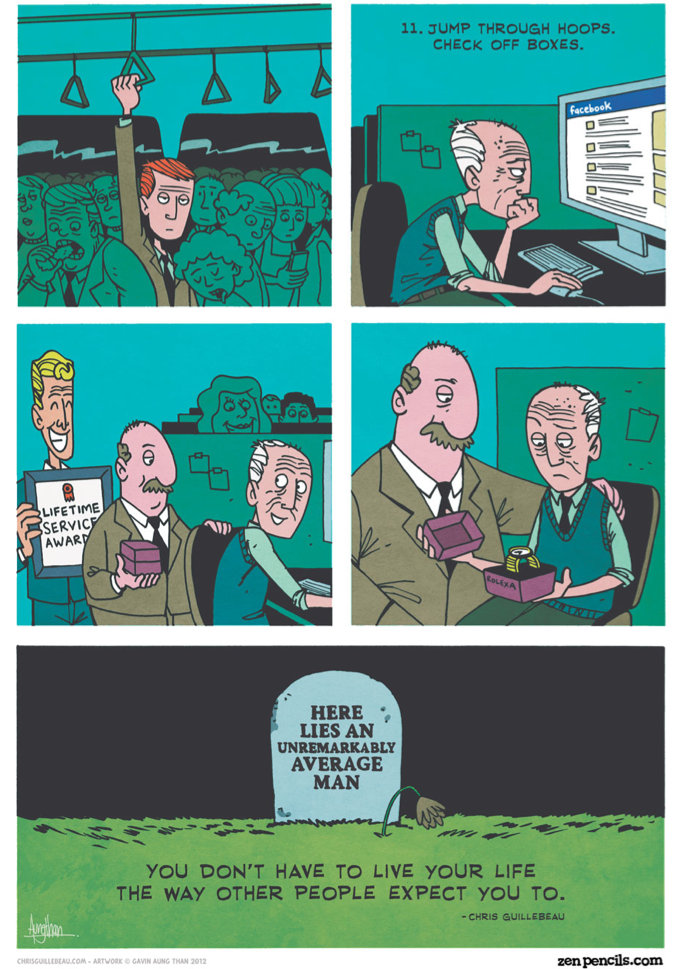 11. JUMP THROUGH HOOPS.
CHECK OFF BOXES.
facebook
LIFETIME
SERVICE
AWARD
ROLEXA
HERE
LIES AN
UNREMARKABLY
AVERAGE
MAN
YOU DON'T HAVE TO LIVE YOUR LIFE
THE WAY OTHER PEOPLE EXPECT YOU TO.
- CHRIS GUILLEBEAU
AungThan.
CHRISGUILLEBEAU.COM - ARTWORK © GAVIN AUNG THAN 2012
zenpencils.com